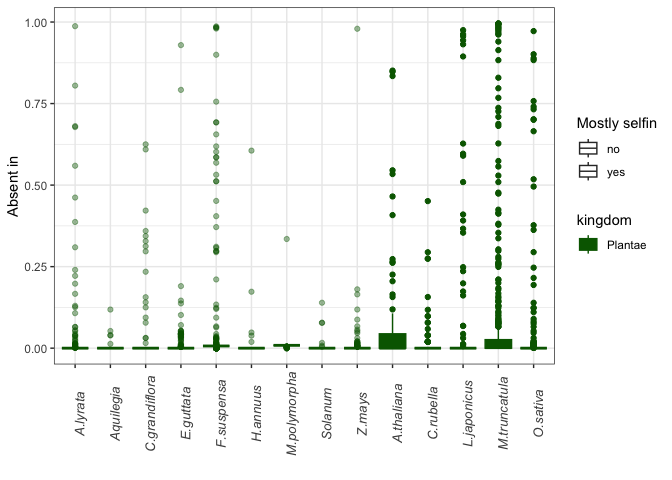 1.00
0.75
0.50
0.25
0.00
Absent in
A.lyrata
Aquilegia
C.grandiflora
E.guttata
F.suspensa
H.annuus
M.polymorpha
Solanum
Z.mays
A.thaliana
C.rubella
L.japonicus
M.truncatula
O.sativa
Mostly selfin
no
yes
kingdom
Plantae